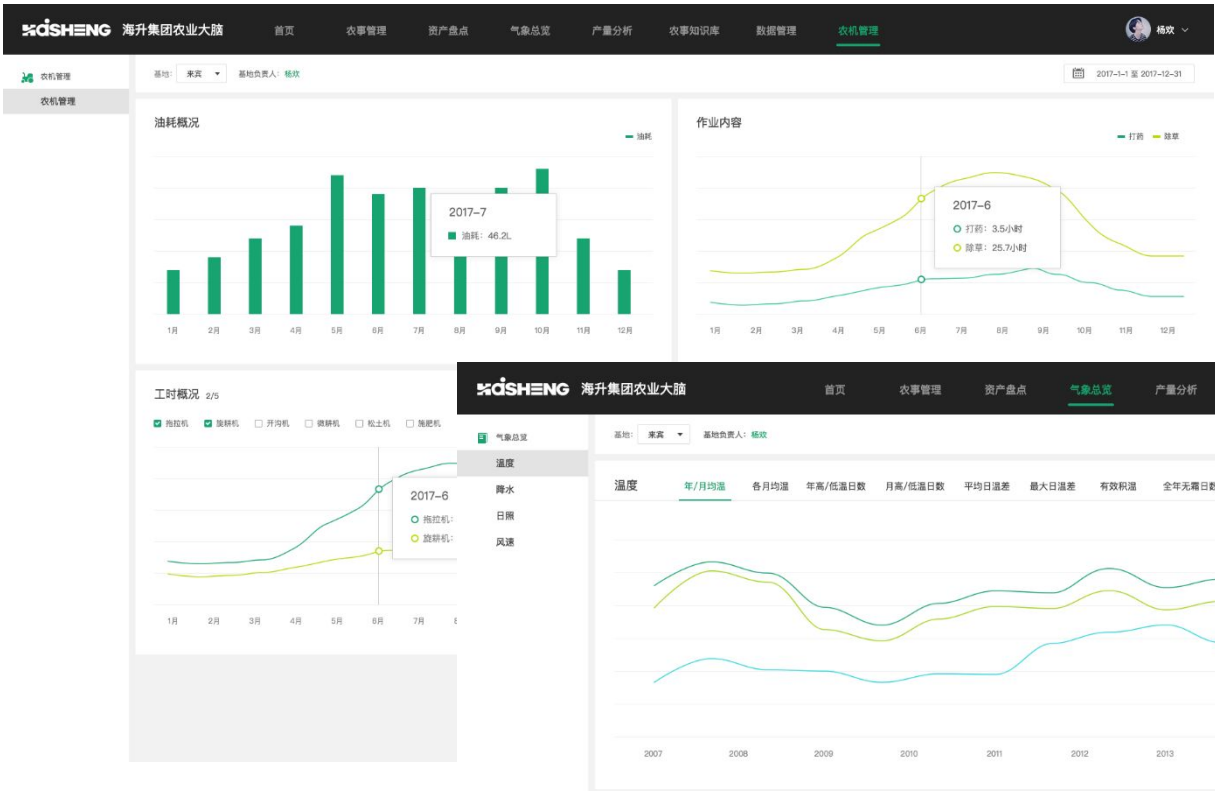 HAISHENG 海升集团农业大脑 首页 农事管理 资产盘点 气象总览 产量分析 农事知识库 数据管理 农机管理 杨欢
农机管理
农机管理
基地: 来宾 基地负责人: 杨欢 2017-1-1 至 2017-12-31
油耗概况
油耗
2017-7
油耗: 46.2L
1月 2月 3月 4月 5月 6月 7月 8月 9月 10月 11月 12月
作业内容
打药 除草
2017-6
打药: 3.5小时
除草: 25.7小时
1月 2月 3月 4月 5月 6月 7月 8月 9月 10月 11月 12月
工时概况 2/5
拖拉机 旋耕机 开沟机 微耕机 松土机 施肥机
2017-6
拖拉机:
旋耕机:
1月 2月 3月 4月 5月 6月 7月
HAISHENG 海升集团农业大脑 首页 农事管理 资产盘点 气象总览 产量分析
气象总览
温度
降水
日照
风速
基地: 来宾 基地负责人: 杨欢
温度 年/月均温 各月均温 年高/低温日数 月高/低温日数 平均日温差 最大日温差 有效积温 全年无霜日数
2007 2008 2009 2010 2011 2012 2013